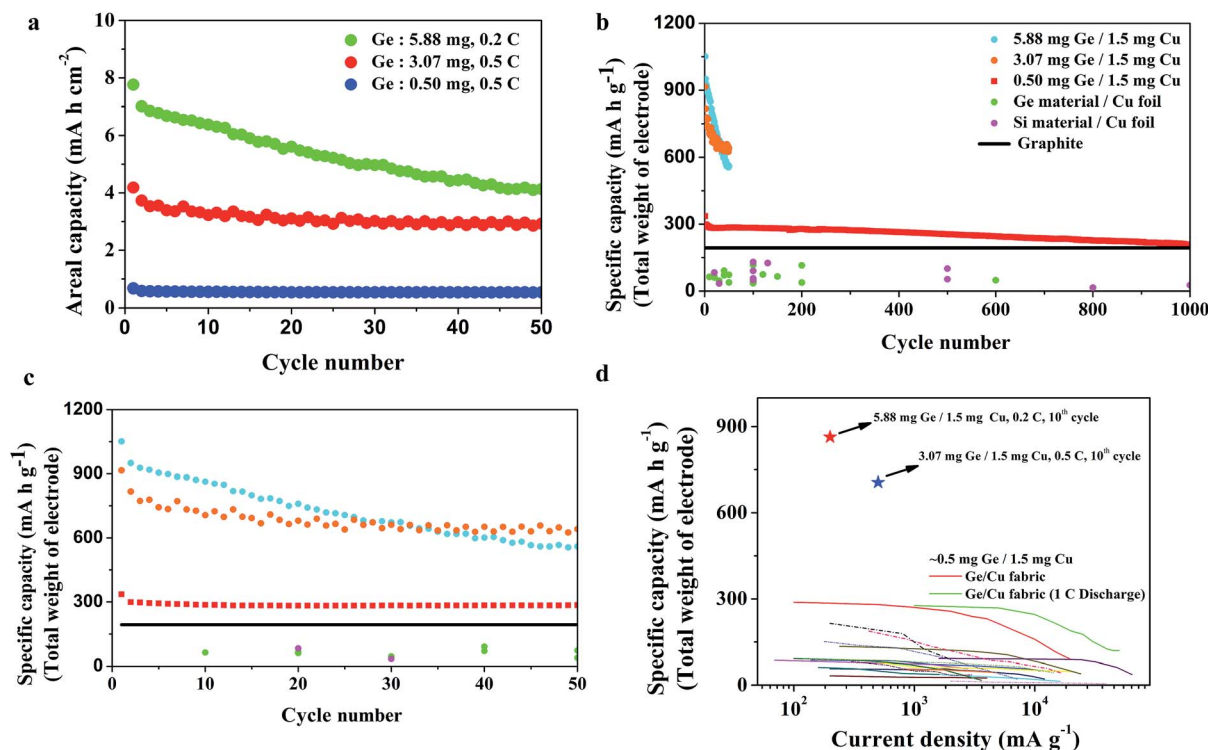 a
Areal capacity (mA h cm⁻²)
10
8
6
4
2
0
Ge : 5.88 mg, 0.2 C
Ge : 3.07 mg, 0.5 C
Ge : 0.50 mg, 0.5 C
0 10 20 30 40 50
Cycle number
b
Specific capacity (mA h g⁻¹)
(Total weight of electrode)
1200
900
600
300
0
5.88 mg Ge / 1.5 mg Cu
3.07 mg Ge / 1.5 mg Cu
0.50 mg Ge / 1.5 mg Cu
Ge material / Cu foil
Si material / Cu foil
Graphite
0 200 400 600 800 1000
Cycle number
c
Specific capacity (mA h g⁻¹)
(Total weight of electrode)
1200
900
600
300
0
10 20 30 40 50
Cycle number
d
Specific capacity (mA h g⁻¹)
(Total weight of electrode)
900
600
300
0
5.88 mg Ge / 1.5 mg Cu, 0.2 C, 10th cycle
3.07 mg Ge / 1.5 mg Cu, 0.5 C, 10th cycle
~0.5 mg Ge / 1.5 mg Cu
Ge/Cu fabric
Ge/Cu fabric (1 C Discharge)
10² 10³ 10⁴
Current density (mA g⁻¹)